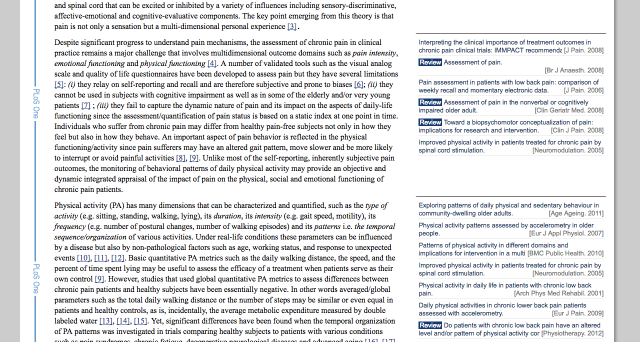 and spinal cord that can be excited or inhibited by a variety of influences including sensory-discriminative,
affective-emotional and cognitive-evaluative components. The key point emerging from this theory is that
pain is not only a sensation but a multi-dimensional personal experience [3].
Despite significant progress to understand pain mechanisms, the assessment of chronic pain in clinical
practice remains a major challenge that involves multidimensional outcome domains such as pain intensity,
emotional functioning and physical functioning [4]. A number of validated tools such as the visual analog
scale and quality of life questionnaires have been developed to assess pain but they have several limitations
[5]: (i) they rely on self-reporting and recall and are therefore subjective and prone to biases [6]; (ii) they
cannot be used in subjects with cognitive impairment as well as in some of the elderly and/or very young
patients [7] ; (iii) they fail to capture the dynamic nature of pain and its impact on the aspects of daily-life
functioning since the assessment/quantification of pain status is based on a static index at one point in time.
Individuals who suffer from chronic pain may differ from healthy pain-free subjects not only in how they
feel but also in how they behave. An important aspect of pain behavior is reflected in the physical
functioning/activity since pain sufferers may have an altered gait pattern, move slower and be more likely
to interrupt or avoid painful activities [8], [9]. Unlike most of the self-reporting, inherently subjective pain
outcomes, the monitoring of behavioral patterns of daily physical activity may provide an objective and
dynamic integrated appraisal of the impact of pain on the physical, social and emotional functioning of
chronic pain patients.
Physical activity (PA) has many dimensions that can be characterized and quantified, such as the type of
activity (e.g. sitting, standing, walking, lying), its duration, its intensity (e.g. gait speed, motility), its
frequency (e.g. number of postural changes, number of walking episodes) and its patterns i.e. the temporal
sequence/organization of various activities. Under real-life conditions these parameters can be influenced
by a disease but also by non-pathological factors such as age, working status, and response to unexpected
events [10], [11], [12]. Basic quantitative PA metrics such as the daily walking distance, the speed, and the
percent of time spent lying may be useful to assess the efficacy of a treatment when patients serve as their
own control [9]. However, studies that used global quantitative metrics to assess differences between
chronic pain patients and healthy subjects have been essentially negative. In other words averaged/global
parameters such as the total daily walking distance or the number of steps may be similar or even equal in
patients and healthy controls, as is, incidentally, the average metabolic expenditure measured by double
labeled water [13], [14], [15]. Yet, significant differences have been found when the temporal organization
of PA patterns was investigated in trials comparing healthy subjects to patients with various conditions
such as pain syndromes, chronic fatigue, degenerative neurological diseases and advanced aging [16], [17]
PLoS One
PLoS One
Interpreting the clinical importance of treatment outcomes in
chronic pain clinical trials: IMMPACT recommend [J Pain. 2008]
Review Assessment of pain.
[Br J Anaesth. 2008]
Pain assessment in patients with low back pain: comparison of
weekly recall and momentary electronic data. [J Pain. 2006]
Review Assessment of pain in the nonverbal or cognitively
impaired older adult. [Clin Geriatr Med. 2008]
Review Toward a biopsychomotor conceptualization of pain:
implications for research and intervention. [Clin J Pain. 2008]
Improved physical activity in patients treated for chronic pain by
spinal cord stimulation. [Neuromodulation. 2005]
Exploring patterns of daily physical and sedentary behaviour in
community-dwelling older adults. [Age Ageing. 2011]
Physical activity patterns assessed by accelerometry in older
people. [Eur J Appl Physiol. 2007]
Patterns of physical activity in different domains and
implications for intervention in a multi [BMC Public Health. 2010]
Improved physical activity in patients treated for chronic pain by
spinal cord stimulation. [Neuromodulation. 2005]
Physical activity in daily life in patients with chronic low back
pain. [Arch Phys Med Rehabil. 2001]
Daily physical activities in chronic lower back pain patients
assessed with accelerometry. [Eur J Pain. 2009]
Review Do patients with chronic low back pain have an altered
level and/or pattern of physical activity cor [Physiotherapy. 2012]